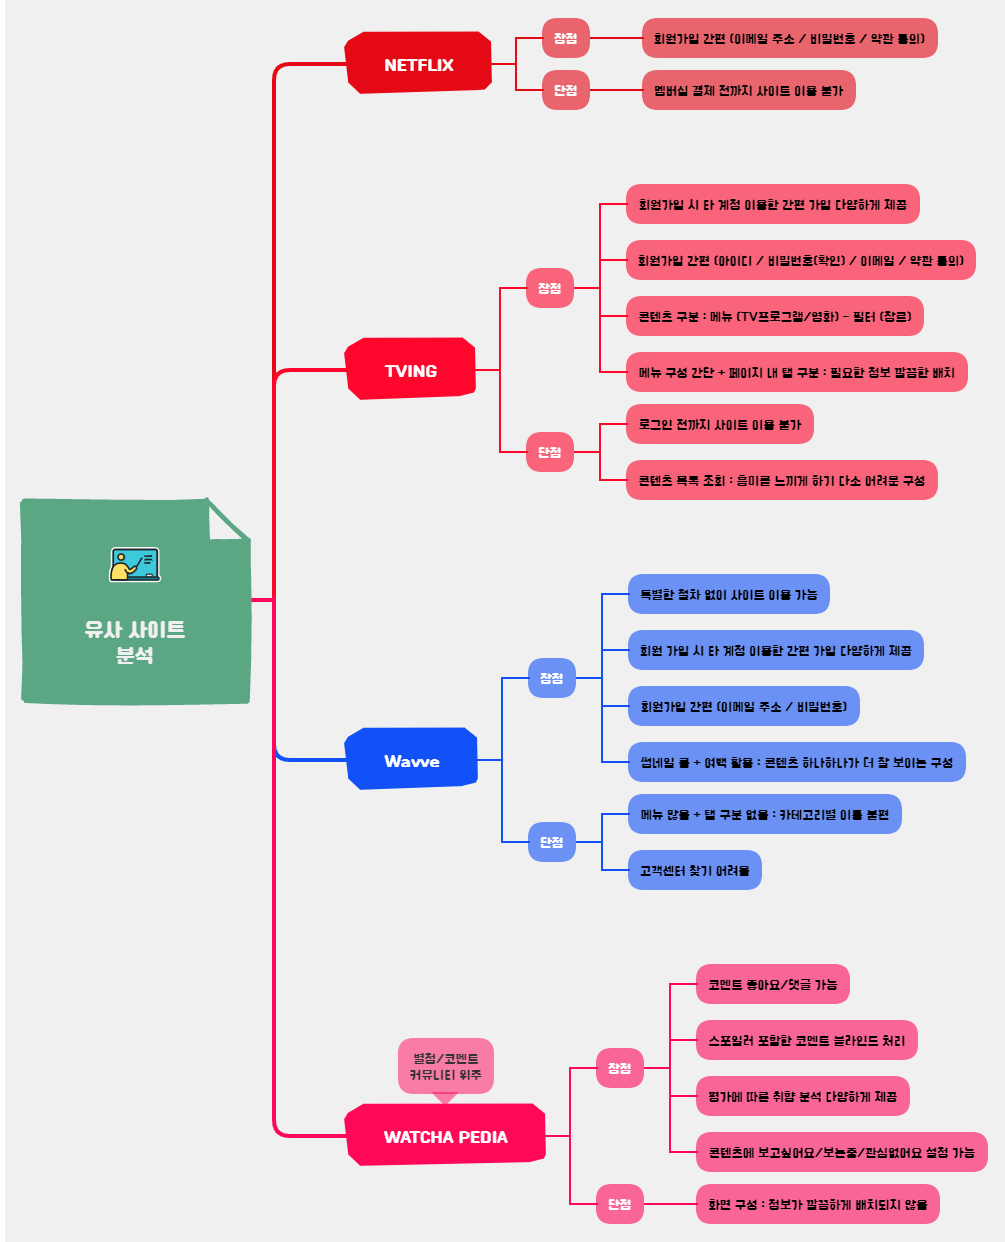 NETFLIX
장점
회원가입 간편 (이메일 주소 / 비밀번호 / 약관 동의)
단점
멤버십 결제 전까지 사이트 이용 불가
TVING
장점
회원가입 시 타 계정 이용한 간편 가입 다양하게 제공
회원가입 간편 (아이디 / 비밀번호(확인) / 이메일 / 약관 동의)
콘텐츠 구분 : 메뉴 (TV프로그램/영화) - 필터 (장르)
메뉴 구성 간단 + 페이지 내 탭 구분 : 필요한 정보 깔끔한 배치
단점
로그인 전까지 사이트 이용 불가
콘텐츠 목록 조회 : 흥미를 느끼게 하기 다소 어려운 구성
유사 사이트
분석
Wavve
장점
특별한 절차 없이 사이트 이용 가능
회원 가입 시 타 계정 이용한 간편 가입 다양하게 제공
회원가입 간편 (이메일 주소 / 비밀번호)
썸네일 룰 + 여백 활용 : 콘텐츠 하나하나가 더 잘 보이는 구성
단점
메뉴 많음 + 탭 구분 없음 : 카테고리별 이동 불편
고객센터 찾기 어려움
별점/코멘트
커뮤니티 위주
WATCHA PEDIA
장점
코멘트 좋아요/댓글 가능
스포일러 포함한 코멘트 블라인드 처리
평가에 따른 취향 분석 다양하게 제공
콘텐츠에 보고싶어요/보는중/관심없어요 설정 가능
단점
화면 구성 : 정보가 깔끔하게 배치되지 않음